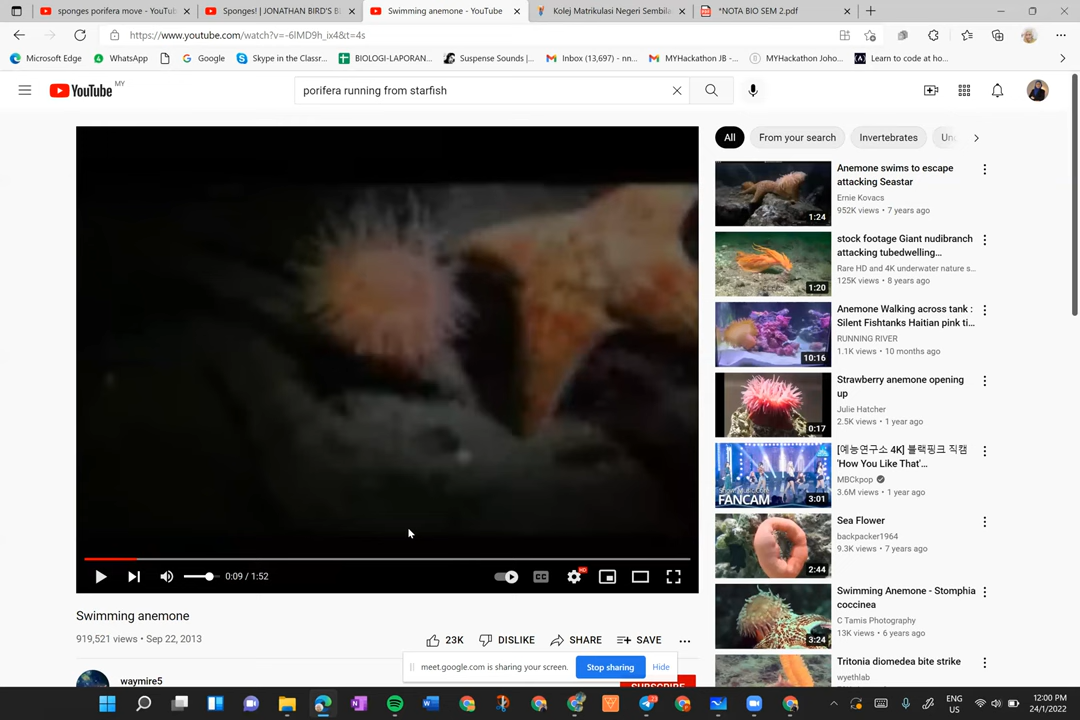 sponges porifera move - YouTu
Sponges! | JONATHAN BIRD'S B
Swimming anemone - YouTube
Kolej Matrikulasi Negeri Sembila
*NOTA BIO SEM 2.pdf
https://www.youtube.com/watch?v=-6IMD9h_ix4&t=4s
Microsoft Edge
WhatsApp
Google
Skype in the Classr...
BIOLOGI-LAPORAN...
Suspense Sounds |...
Inbox (13,697) - nn...
MYHackathon JB -...
MYHackathon Joho...
Learn to code at ho...
YouTube MY
porifera running from starfish
All
From your search
Invertebrates
Un
Anemone swims to escape
attacking Seastar
Ernie Kovacs
952K views • 7 years ago
1:24
stock footage Giant nudibranch
attacking tubedwelling...
Rare HD and 4K underwater nature s...
125K views • 8 years ago
1:20
Anemone Walking across tank :
Silent Fishtanks Haitian pink ti...
RUNNING RIVER
1.1K views • 10 months ago
10:16
Strawberry anemone opening
up
Julie Hatcher
2.5K views • 1 year ago
0:17
[예능연구소 4K] 블랙핑크 직캠
'How You Like That'...
MBCkpop
3.6M views • 1 year ago
FANCAM
3:01
Sea Flower
backpacker1964
9.3K views • 7 years ago
2:44
Swimming Anemone - Stomphia
coccinea
C Tamis Photography
13K views • 6 years ago
3:24
Tritonia diomedea bite strike
wyethlab
0:09 / 1:52
CC
HD
Swimming anemone
919,521 views • Sep 22, 2013
23K
DISLIKE
SHARE
SAVE
meet.google.com is sharing your screen.
Stop sharing
Hide
waymire5
SUBSCRIBE
ENG
US
12:00 PM
24/1/2022